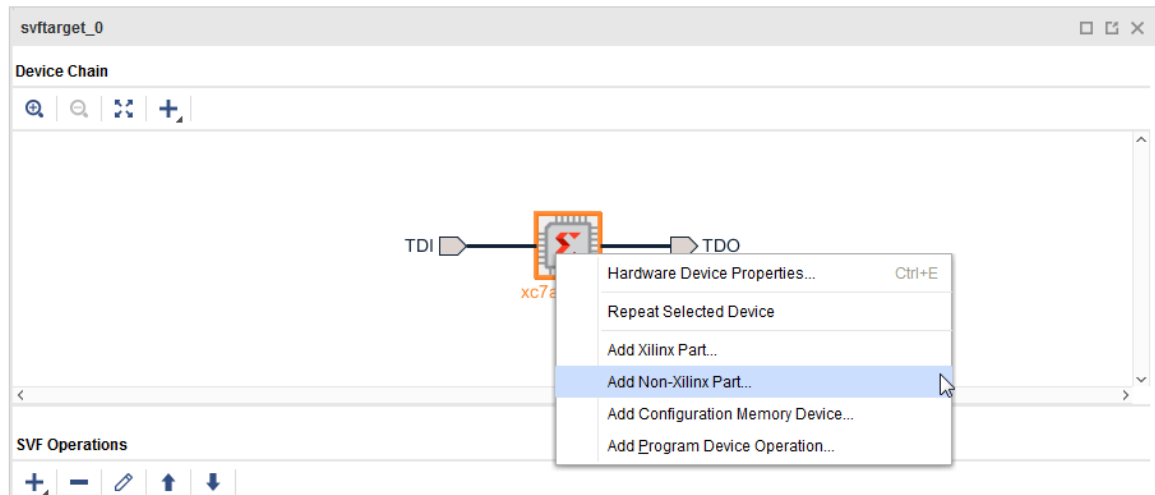 svftarget_0
Device Chain
TDI
TDO
Hardware Device Properties... Ctrl+E
Repeat Selected Device
Add Xilinx Part...
Add Non-Xilinx Part...
Add Configuration Memory Device...
Add Program Device Operation...
SVF Operations